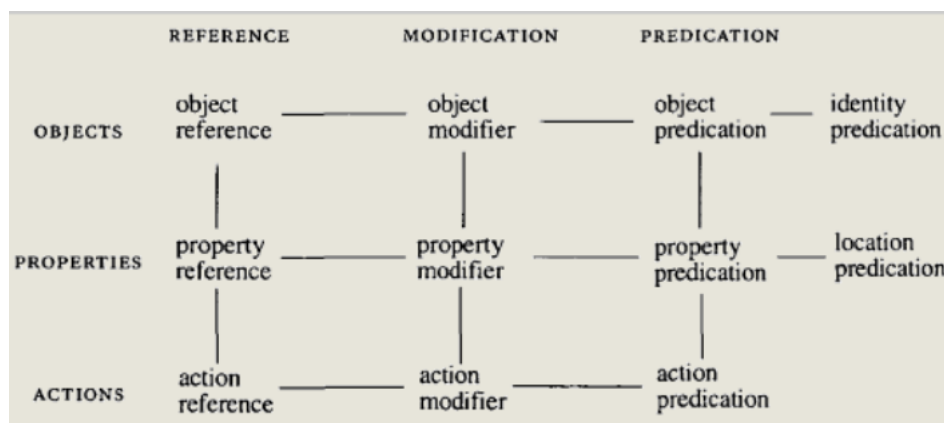 REFERENCE MODIFICATION PREDICATION
OBJECTS
object reference
object modifier
object predication
identity predication
PROPERTIES
property reference
property modifier
property predication
location predication
ACTIONS
action reference
action modifier
action predication